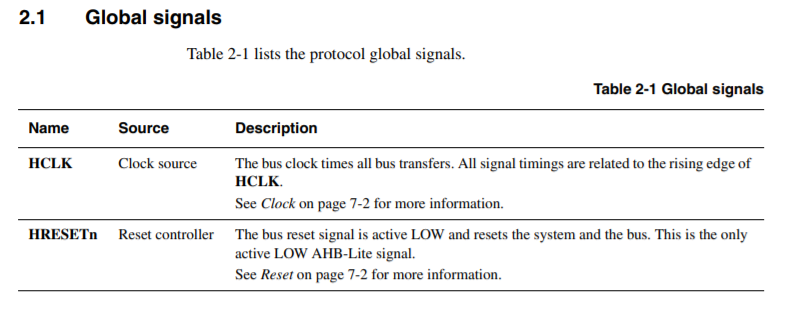 2.1 Global signals
Table 2-1 lists the protocol global signals.
Table 2-1 Global signals
Name Source Description
HCLK Clock source The bus clock times all bus transfers. All signal timings are related to the rising edge of
HCLK.
See Clock on page 7-2 for more information.
HRESETn Reset controller The bus reset signal is active LOW and resets the system and the bus. This is the only
active LOW AHB-Lite signal.
See Reset on page 7-2 for more information.